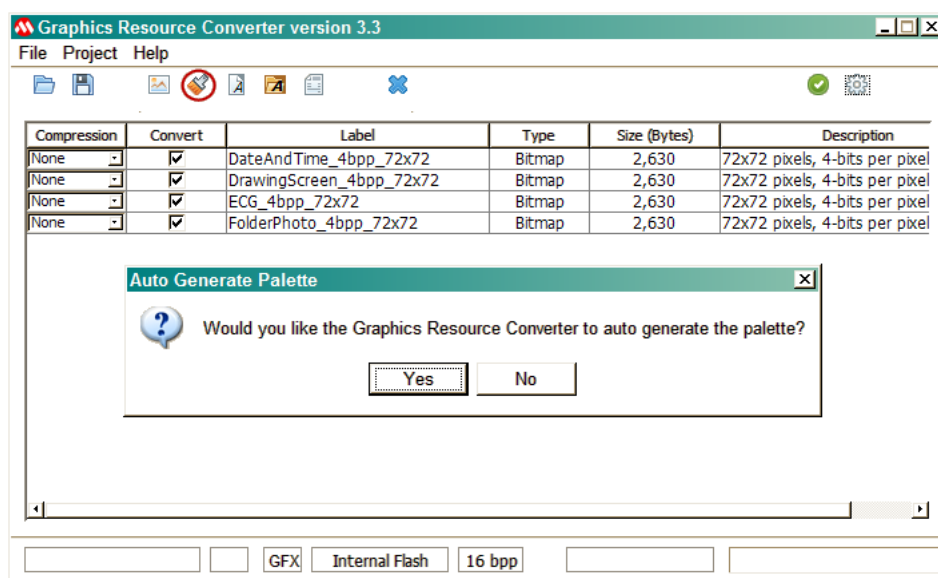 Graphics Resource Converter version 3.3
File Project Help
Compression Convert Label Type Size (Bytes) Description
None DateAndTime_4bpp_72x72 Bitmap 2,630 72x72 pixels, 4-bits per pixel
None DrawingScreen_4bpp_72x72 Bitmap 2,630 72x72 pixels, 4-bits per pixel
None ECG_4bpp_72x72 Bitmap 2,630 72x72 pixels, 4-bits per pixel
None FolderPhoto_4bpp_72x72 Bitmap 2,630 72x72 pixels, 4-bits per pixel
Auto Generate Palette
Would you like the Graphics Resource Converter to auto generate the palette?
Yes No
GFX Internal Flash 16 bpp